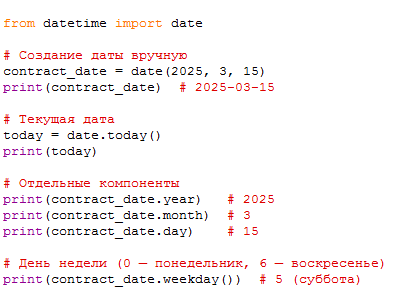 from datetime import date
# Создание даты вручную
contract_date = date(2025, 3, 15)
print(contract_date)  # 2025-03-15
# Текущая дата
today = date.today()
print(today)
# Отдельные компоненты
print(contract_date.year)   # 2025
print(contract_date.month)  # 3
print(contract_date.day)    # 15
# День недели (0 — понедельник, 6 — воскресенье)
print(contract_date.weekday())  # 5 (суббота)